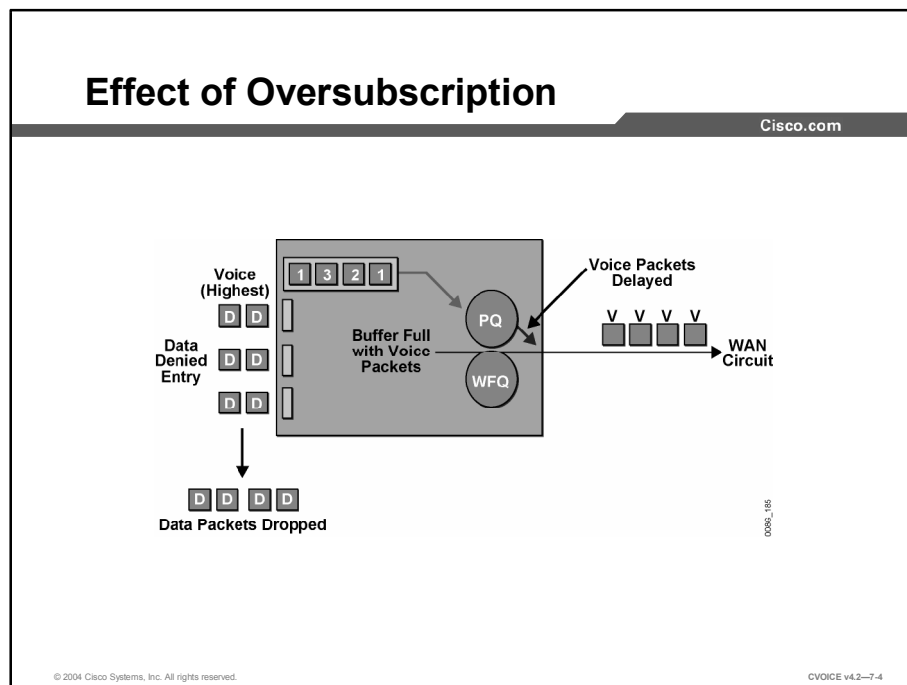 Effect of Oversubscription
Cisco.com
Voice
(Highest)
1 3 2 1
Voice Packets
Delayed
D D
PQ
V V V V
Data
Denied
Entry
D D
Buffer Full
with Voice
Packets
WAN
Circuit
WFQ
D D
D D D D
Data Packets Dropped
008G_185
© 2004 Cisco Systems, Inc. All rights reserved.
CVOICE v4.2—7-4